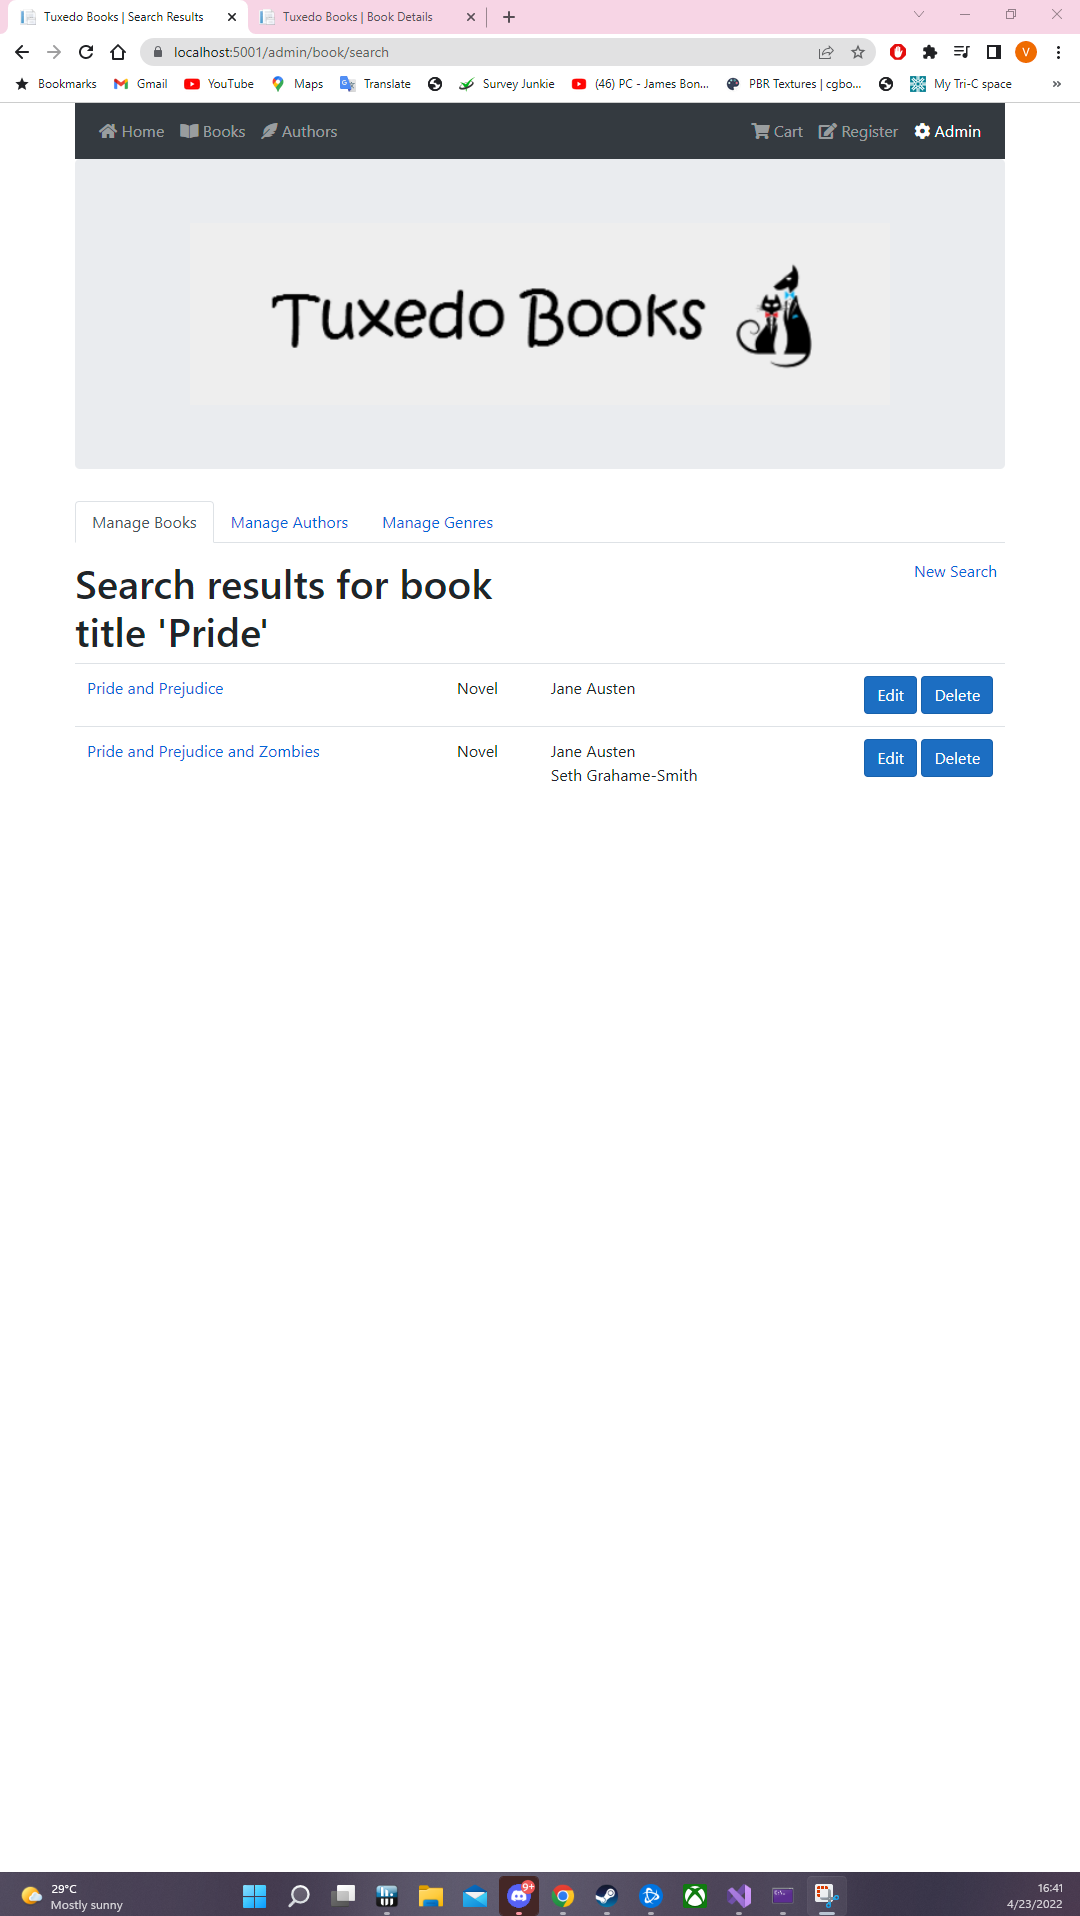 Tuxedo Books | Search Results
Tuxedo Books | Book Details
localhost:5001/admin/book/search
V
Bookmarks
Gmail
YouTube
Maps
Translate
Survey Junkie
(46) PC - James Bon...
PBR Textures | cgbo...
My Tri-C space
»
Home
Books
Authors
Cart
Register
Admin
Tuxedo Books
Manage Books
Manage Authors
Manage Genres
Search results for book
title 'Pride'
New Search
Pride and Prejudice
Novel
Jane Austen
Edit
Delete
Pride and Prejudice and Zombies
Novel
Jane Austen
Seth Grahame-Smith
Edit
Delete
29°C
Mostly sunny
9+
16:41
4/23/2022